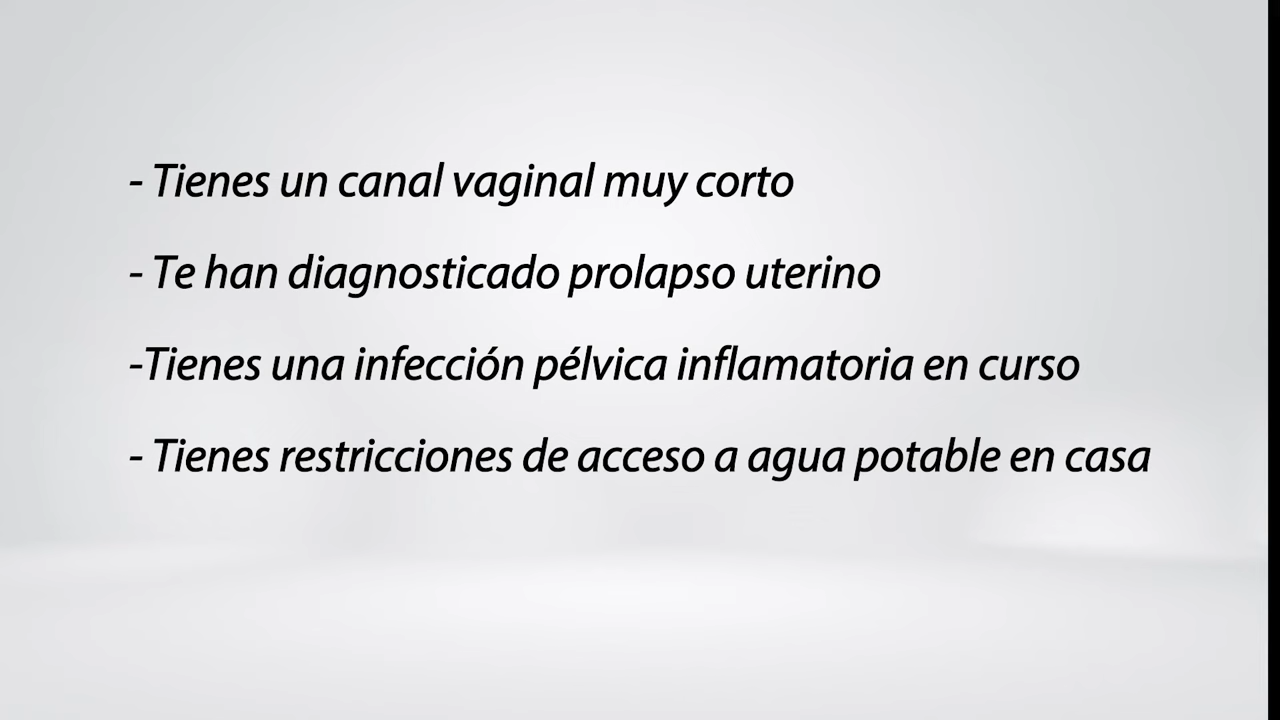 - Tienes un canal vaginal muy corto
- Te han diagnosticado prolapso uterino
-Tienes una infección pélvica inflamatoria en curso
- Tienes restricciones de acceso a agua potable en casa